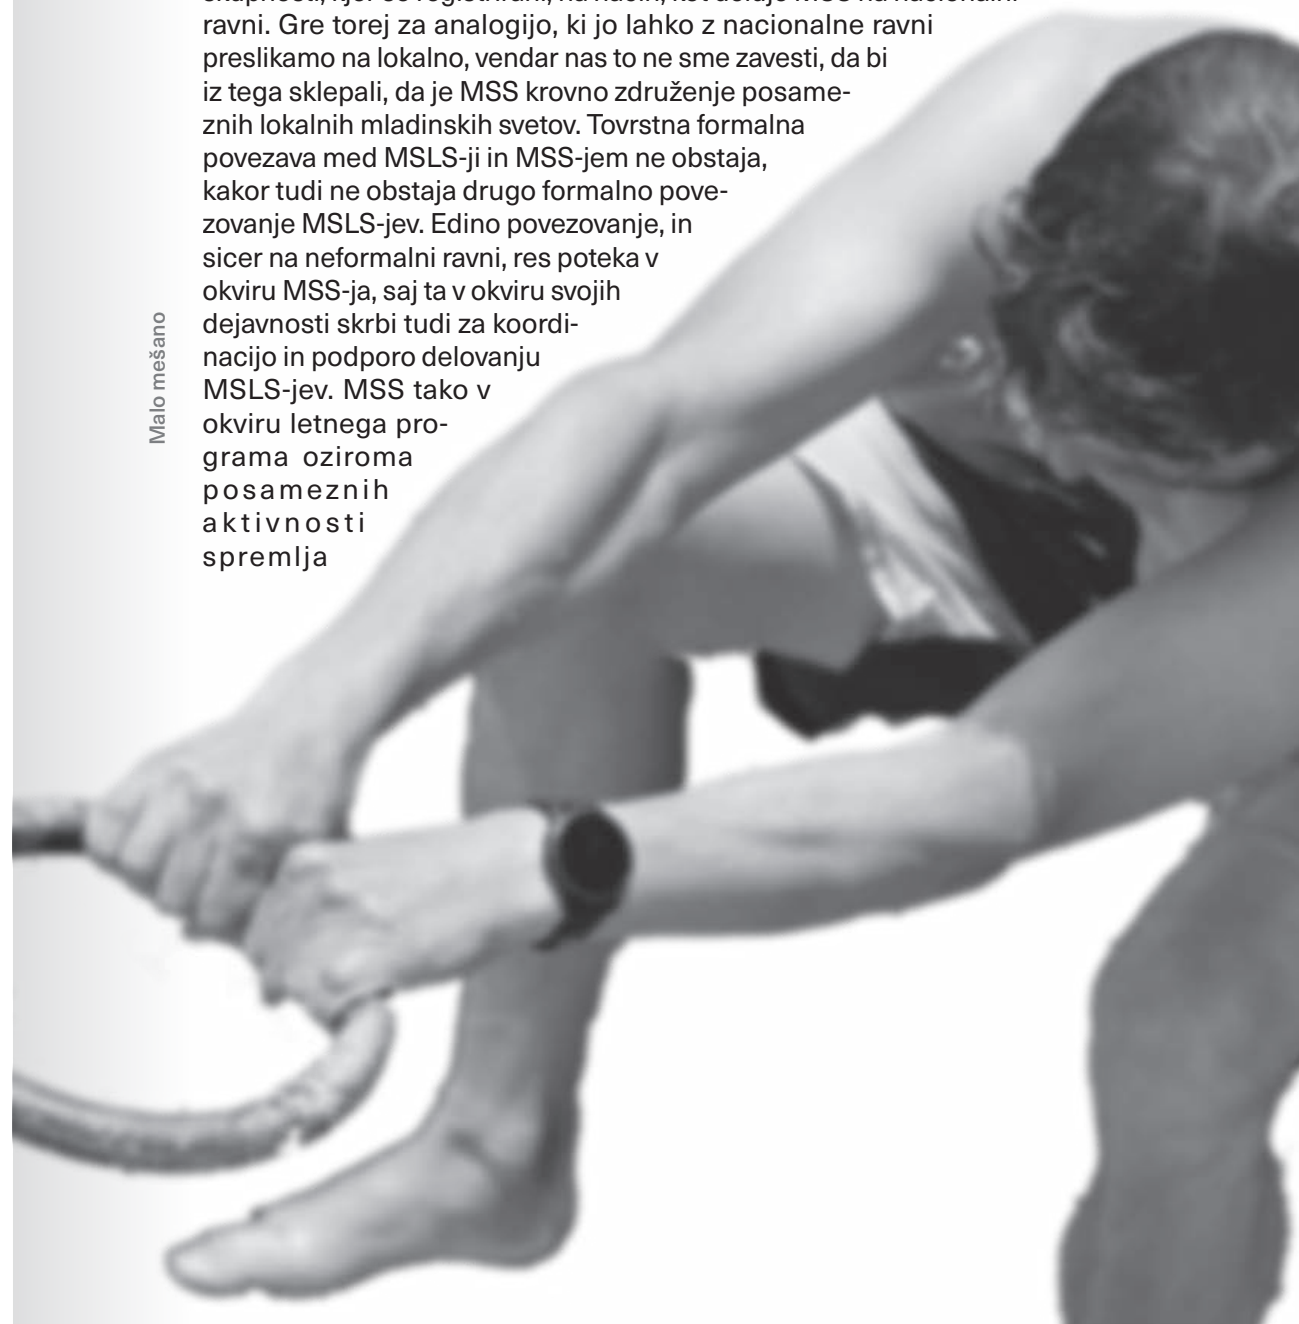 ravni. Gre torej za analogijo, ki jo lahko z nacionalne ravni
preslikamo na lokalno, vendar nas to ne sme zavesti, da bi
iz tega sklepali, da je MSS krovno združenje posame-
znih lokalnih mladinskih svetov. Tovrstna formalna
povezava med MSLS-ji in MSS-jem ne obstaja,
kakor tudi ne obstaja drugo formalno pove-
zovanje MSLS-jev. Edino povezovanje, in
sicer na neformalni ravni, res poteka v
okviru MSS-ja, saj ta v okviru svojih
dejavnosti skrbi tudi za koordi-
nacijo in podporo delovanju
MSLS-jev. MSS tako v
okviru letnega pro-
grama oziroma
posameznih
aktivnosti
spremlja
Malo mešano